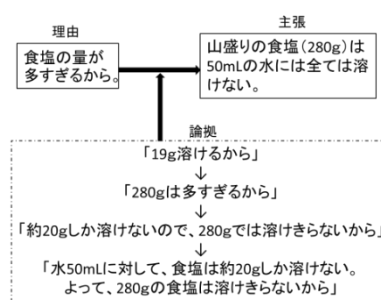 理由
食塩の量が
多すぎるから。
主張
山盛りの食塩(280g)は
50mLの水には全ては溶
けない。
論拠
「19g溶けるから」
↓
「280gは多すぎるから」
↓
「約20gしか溶けないので、280gでは溶けきらないから」
↓
「水50mLに対して、食塩は約20gしか溶けない。
よって、280gの食塩は溶けきらないから」